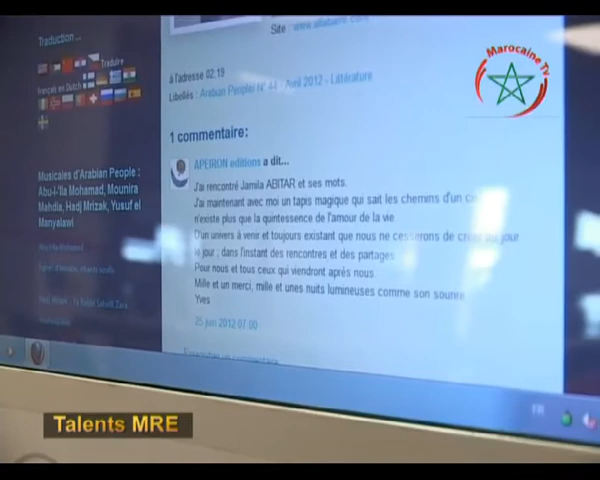 Traduction ...
Traduire
Français en Dutch
Musicales d'Arabian People :
Abu-l-'Ila Mohamad, Mounira
Mahdia, Hadj Mrizak, Yusuf el
Manyalawi
Site :
à l'adresse 02:19
Libellés : Arabian People/ N° 44 - Avril 2012 - Littérature
1 commentaire:
APEIRON editions a dit...
J'ai rencontré Jamila ABITAR et ses mots.
J'ai maintenant avec moi un tapis magique qui sait les chemins d'un
n'existe plus que la quintessence de l'amour de la vie
D'un univers à venir et toujours existant que nous ne cesserons de jour
jour ; dans l'instant des rencontres et des partages
Pour nous et tous ceux qui viendront après nous.
Mille et un merci, mille et unes nuits lumineuses comme son sourire
Yves
25 juin 2012 07:00
Enregistrer un commentaire
FR
Marocaine Tv
Talents MRE